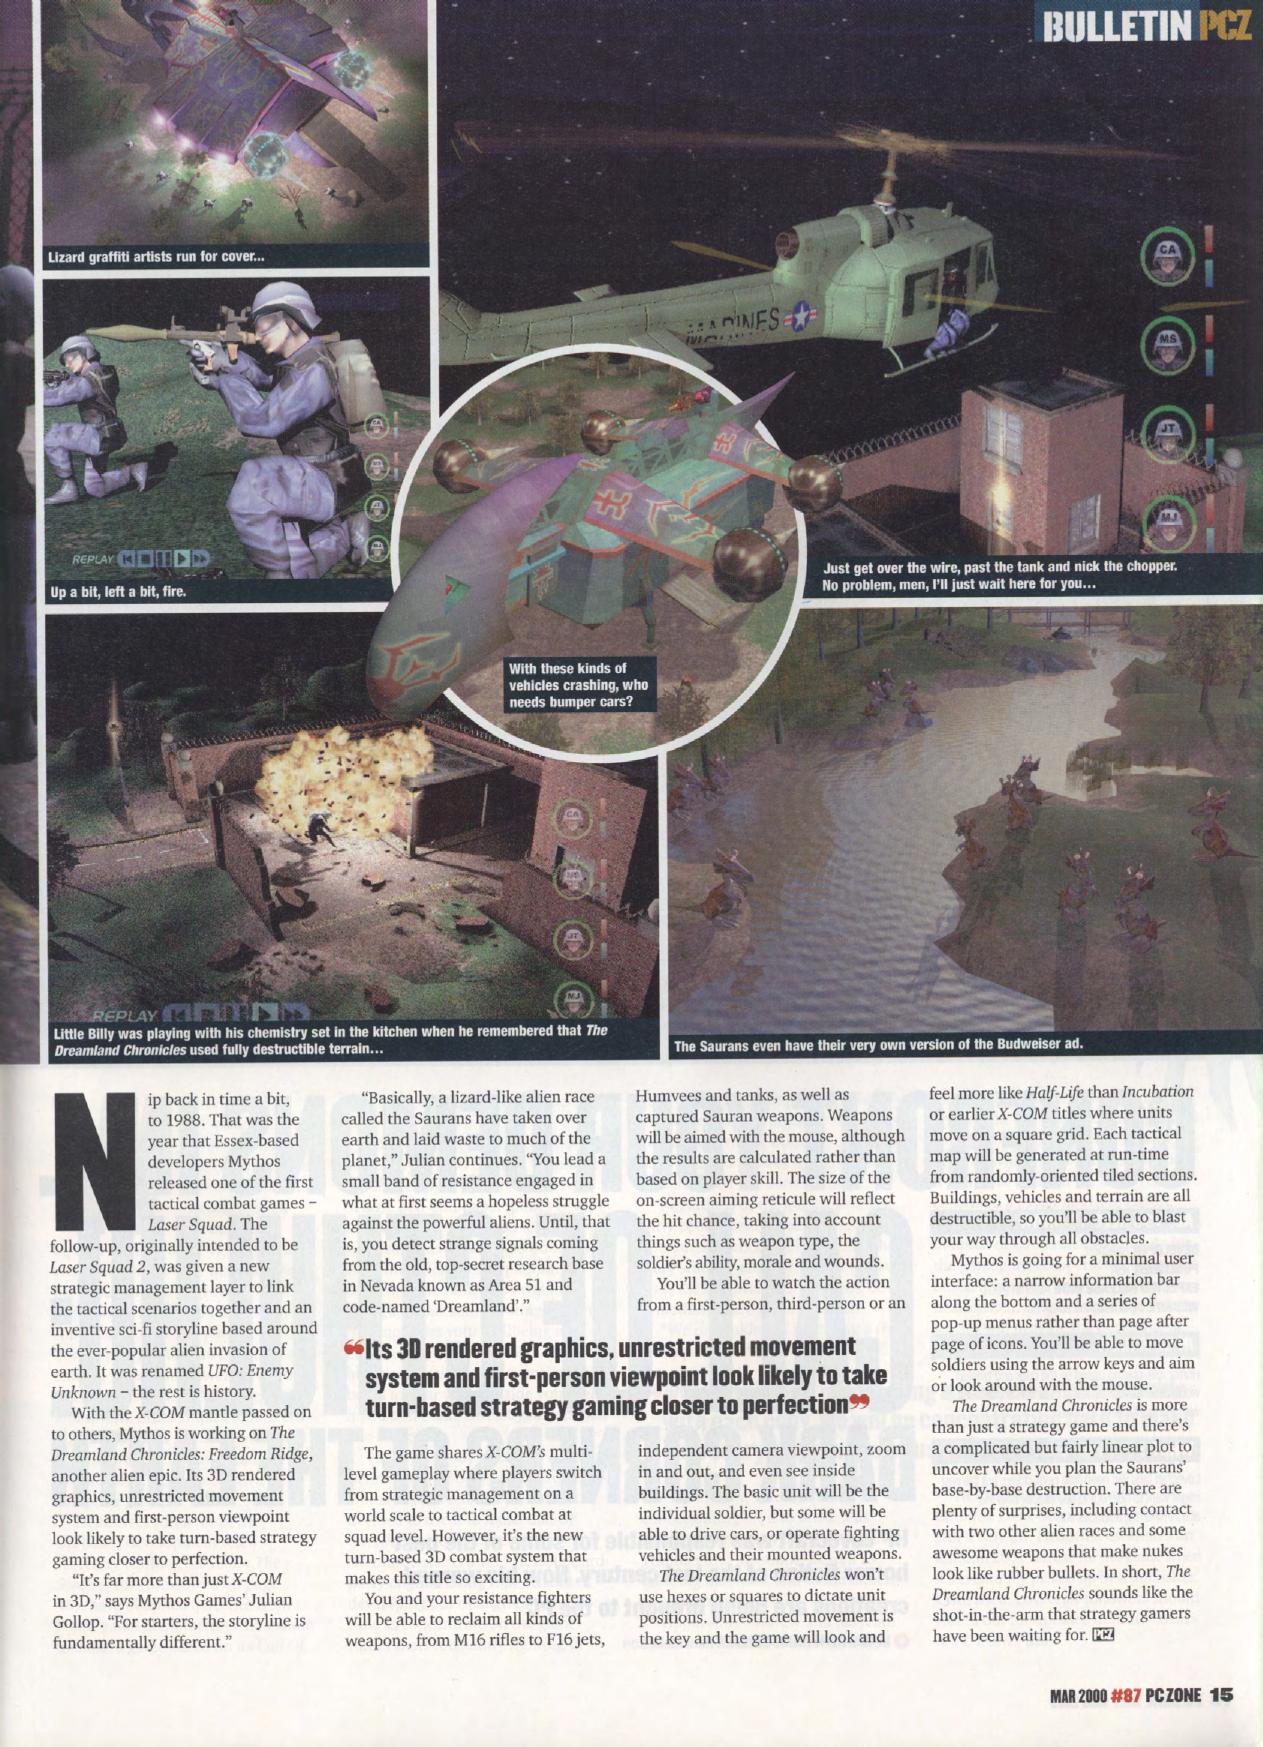 BULLETIN PCZ
Lizard graffiti artists run for cover...
MARINES
CA
MS
JT
MJ
REPLAY
Up a bit, left a bit, fire.
Just get over the wire, past the tank and nick the chopper.
No problem, men, I'll just wait here for you...
With these kinds of
vehicles crashing, who
needs bumper cars?
CA
JT
MJ
REPLAY
Little Billy was playing with his chemistry set in the kitchen when he remembered that The
Dreamland Chronicles used fully destructible terrain...
The Saurans even have their very own version of the Budweiser ad.
Nip back in time a bit,
to 1988. That was the
year that Essex-based
developers Mythos
released one of the first
tactical combat games –
Laser Squad. The
follow-up, originally intended to be
Laser Squad 2, was given a new
strategic management layer to link
the tactical scenarios together and an
inventive sci-fi storyline based around
the ever-popular alien invasion of
earth. It was renamed UFO: Enemy
Unknown – the rest is history.
With the X-COM mantle passed on
to others, Mythos is working on The
Dreamland Chronicles: Freedom Ridge,
another alien epic. Its 3D rendered
graphics, unrestricted movement
system and first-person viewpoint
look likely to take turn-based strategy
gaming closer to perfection.
“It's far more than just X-COM
in 3D,” says Mythos Games' Julian
Gollop. “For starters, the storyline is
fundamentally different.”
“Basically, a lizard-like alien race
called the Saurans have taken over
earth and laid waste to much of the
planet,” Julian continues. “You lead a
small band of resistance engaged in
what at first seems a hopeless struggle
against the powerful aliens. Until, that
is, you detect strange signals coming
from the old, top-secret research base
in Nevada known as Area 51 and
code-named ‘Dreamland’.”
“Its 3D rendered graphics, unrestricted movement
system and first-person viewpoint look likely to take
turn-based strategy gaming closer to perfection”
The game shares X-COM's multi-
level gameplay where players switch
from strategic management on a
world scale to tactical combat at
squad level. However, it's the new
turn-based 3D combat system that
makes this title so exciting.
You and your resistance fighters
will be able to reclaim all kinds of
weapons, from M16 rifles to F16 jets,
Humvees and tanks, as well as
captured Sauran weapons. Weapons
will be aimed with the mouse, although
the results are calculated rather than
based on player skill. The size of the
on-screen aiming reticule will reflect
the hit chance, taking into account
things such as weapon type, the
soldier's ability, morale and wounds.
You'll be able to watch the action
from a first-person, third-person or an
independent camera viewpoint, zoom
in and out, and even see inside
buildings. The basic unit will be the
individual soldier, but some will be
able to drive cars, or operate fighting
vehicles and their mounted weapons.
The Dreamland Chronicles won't
use hexes or squares to dictate unit
positions. Unrestricted movement is
the key and the game will look and
feel more like Half-Life than Incubation
or earlier X-COM titles where units
move on a square grid. Each tactical
map will be generated at run-time
from randomly-oriented tiled sections.
Buildings, vehicles and terrain are all
destructible, so you'll be able to blast
your way through all obstacles.
Mythos is going for a minimal user
interface: a narrow information bar
along the bottom and a series of
pop-up menus rather than page after
page of icons. You'll be able to move
soldiers using the arrow keys and aim
or look around with the mouse.
The Dreamland Chronicles is more
than just a strategy game and there's
a complicated but fairly linear plot to
uncover while you plan the Saurans'
base-by-base destruction. There are
plenty of surprises, including contact
with two other alien races and some
awesome weapons that make nukes
look like rubber bullets. In short, The
Dreamland Chronicles sounds like the
shot-in-the-arm that strategy gamers
have been waiting for. PCZ
MAR 2000 #87 PC ZONE 15